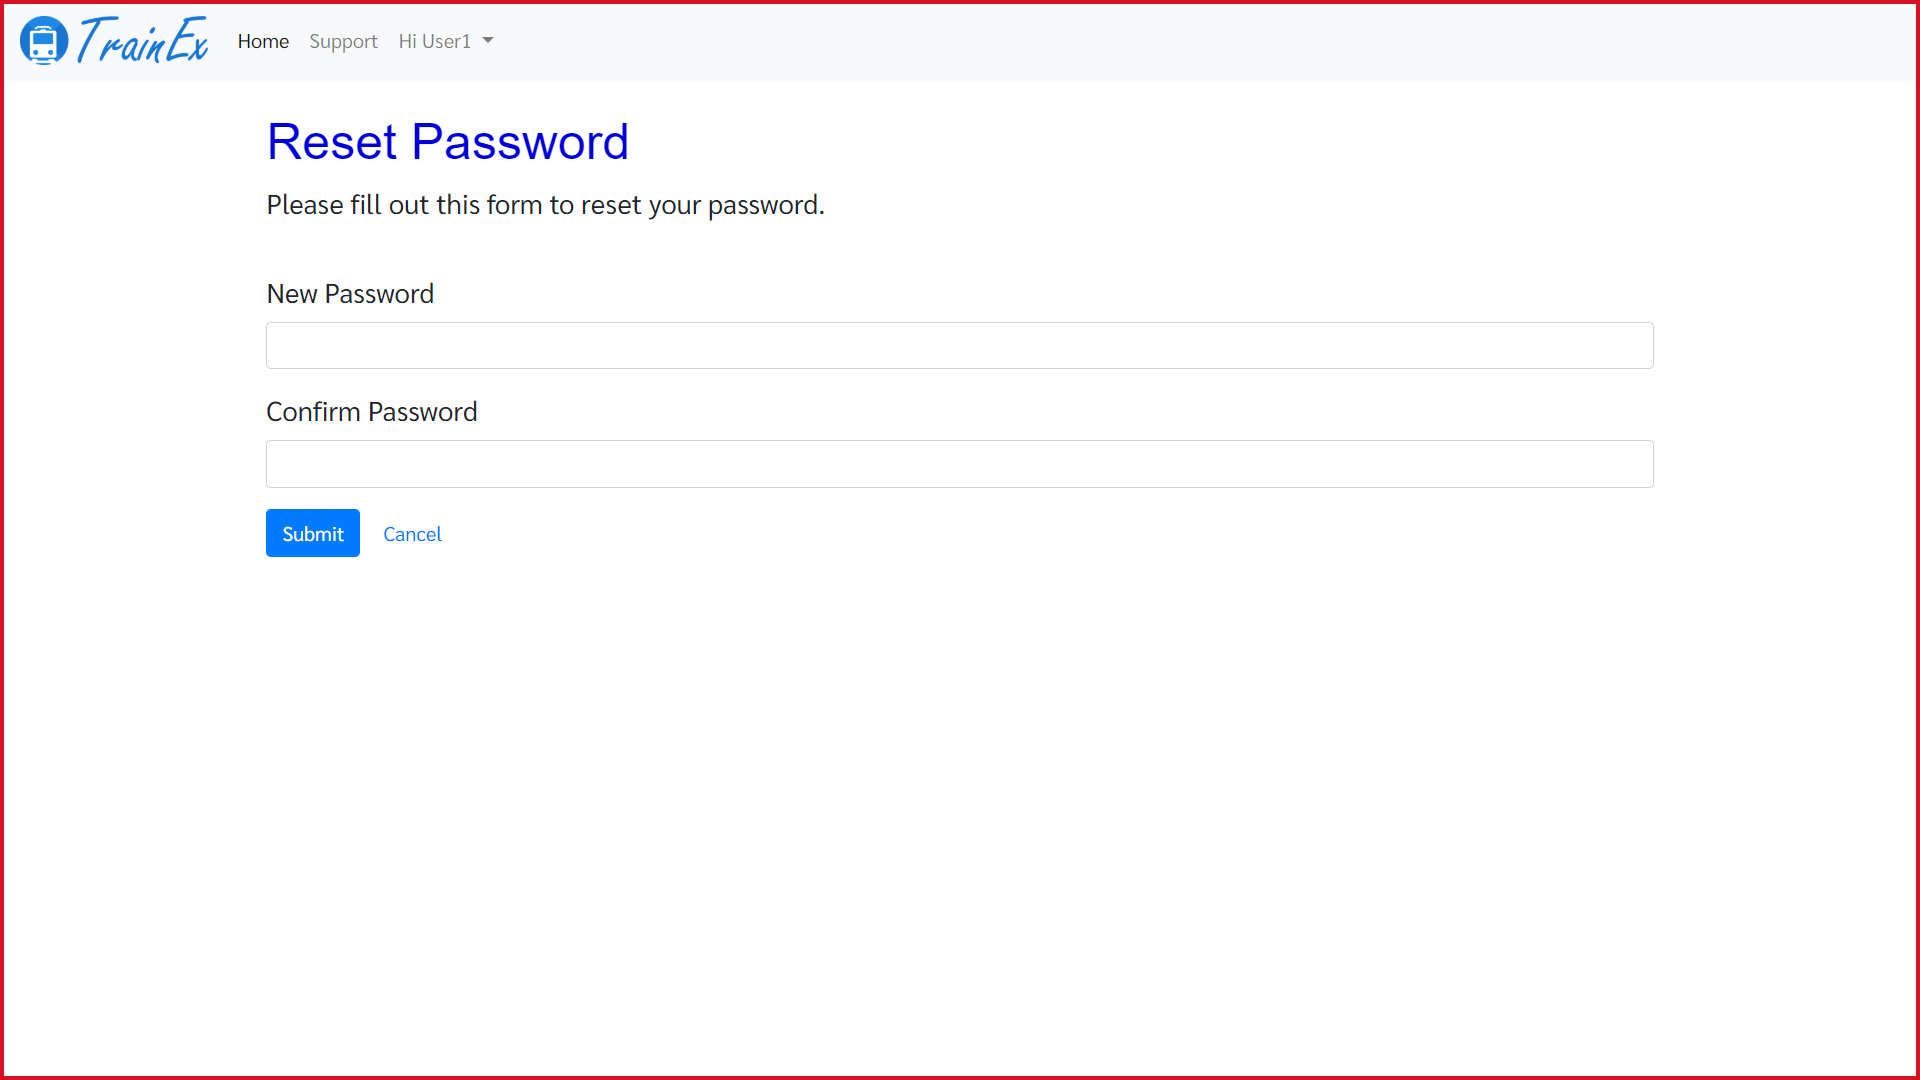 TrainEx Home Support Hi User1
Reset Password
Please fill out this form to reset your password.
New Password
Confirm Password
Submit Cancel